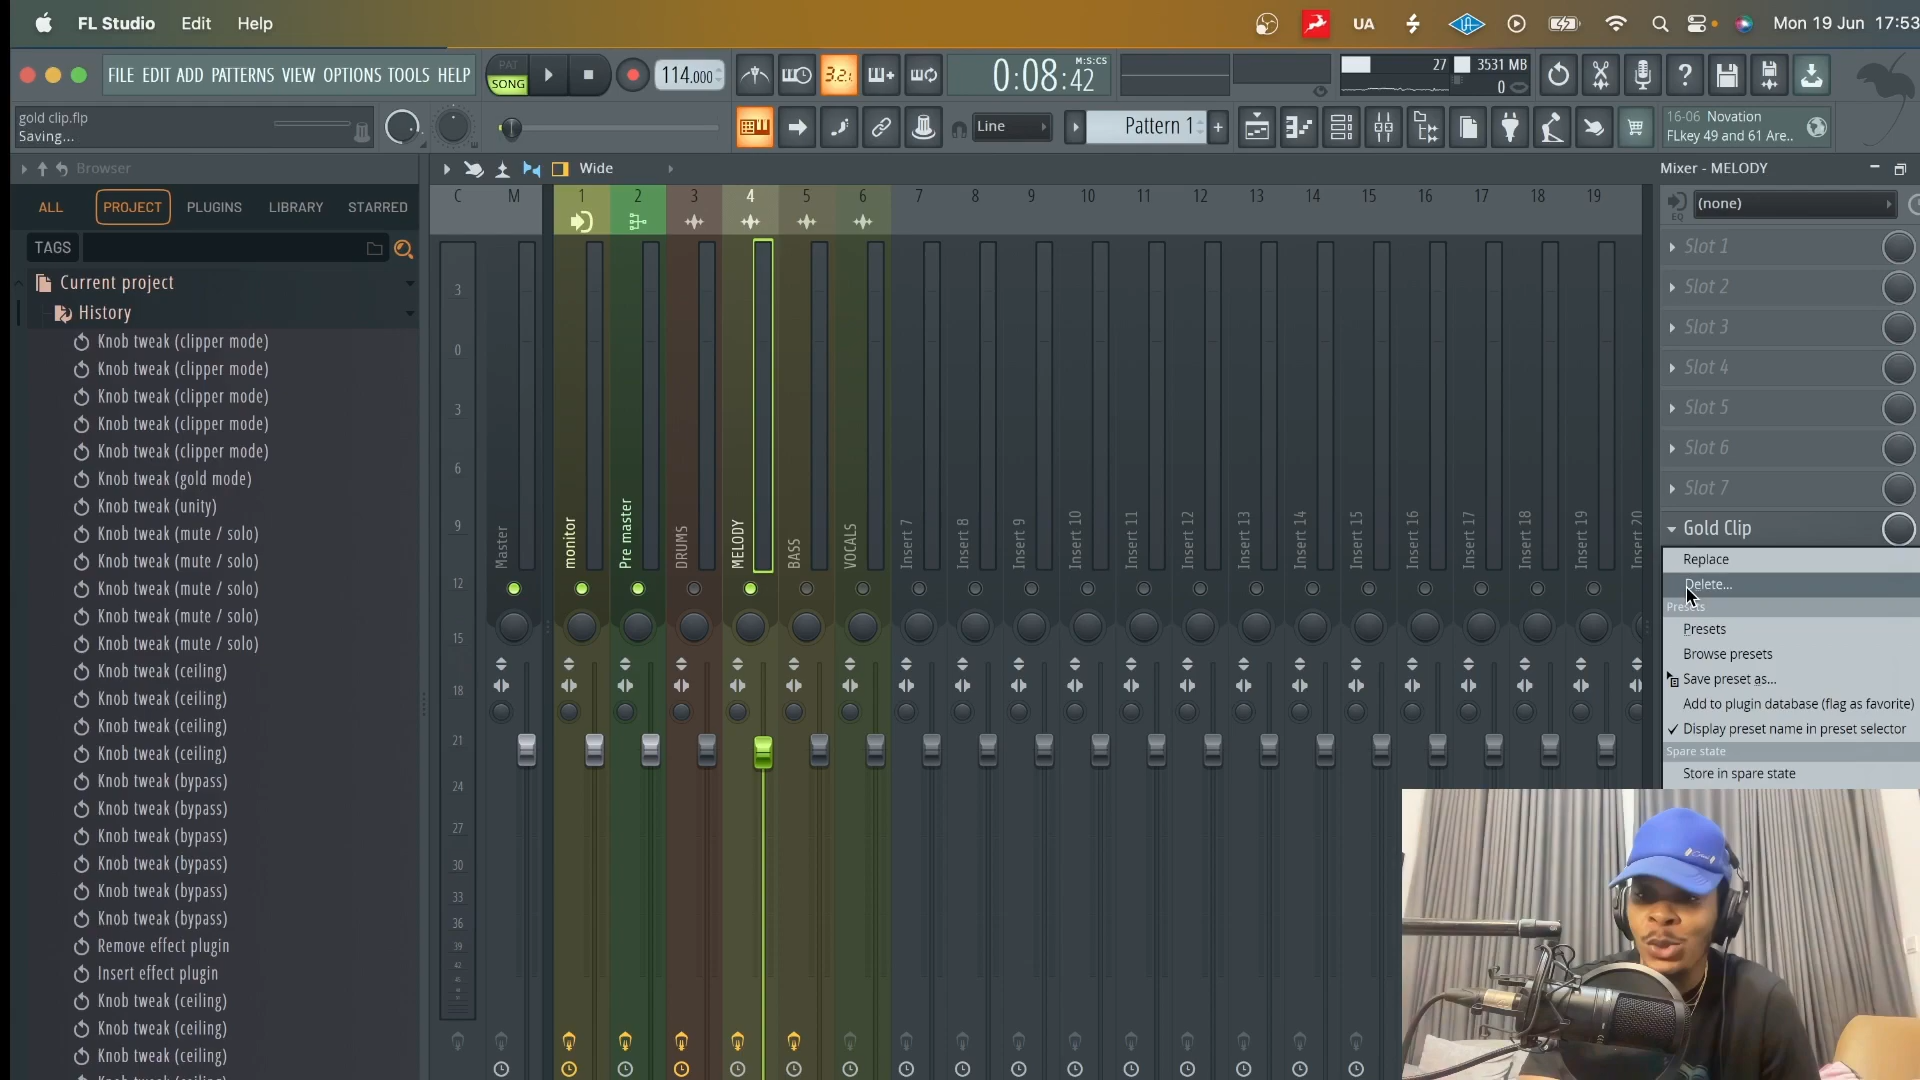 FL Studio Edit Help
UA
Mon 19 Jun 17:53
FILE EDIT ADD PATTERNS VIEW OPTIONS TOOLS HELP
PAT
SONG
114.000
3.2.
0:08:42
M:S:CS
27
3531 MB
0
gold clip.flp
Saving...
Line
Pattern 1
16-06 Novation
FLkey 49 and 61 Are..
Browser
ALL
PROJECT
PLUGINS
LIBRARY
STARRED
TAGS
Current project
History
Knob tweak (clipper mode)
Knob tweak (clipper mode)
Knob tweak (clipper mode)
Knob tweak (clipper mode)
Knob tweak (clipper mode)
Knob tweak (gold mode)
Knob tweak (unity)
Knob tweak (mute / solo)
Knob tweak (mute / solo)
Knob tweak (mute / solo)
Knob tweak (mute / solo)
Knob tweak (mute / solo)
Knob tweak (ceiling)
Knob tweak (ceiling)
Knob tweak (ceiling)
Knob tweak (ceiling)
Knob tweak (bypass)
Knob tweak (bypass)
Knob tweak (bypass)
Knob tweak (bypass)
Knob tweak (bypass)
Knob tweak (bypass)
Remove effect plugin
Insert effect plugin
Knob tweak (ceiling)
Knob tweak (ceiling)
Knob tweak (ceiling)
Wide
C M 1 2 3 4 5 6 7 8 9 10 11 12 13 14 15 16 17 18 19
3
0
3
6
9
12
15
18
21
24
27
30
33
36
39
42
Master
monitor
Pre master
DRUMS
MELODY
BASS
VOCALS
Insert 7
Insert 8
Insert 9
Insert 10
Insert 11
Insert 12
Insert 13
Insert 14
Insert 15
Insert 16
Insert 17
Insert 18
Insert 19
Insert 20
Mixer - MELODY
EQ
(none)
Slot 1
Slot 2
Slot 3
Slot 4
Slot 5
Slot 6
Slot 7
Gold Clip
Replace
Delete...
Presets
Presets
Browse presets
Save preset as...
Add to plugin database (flag as favorite)
Display preset name in preset selector
Spare state
Store in spare state